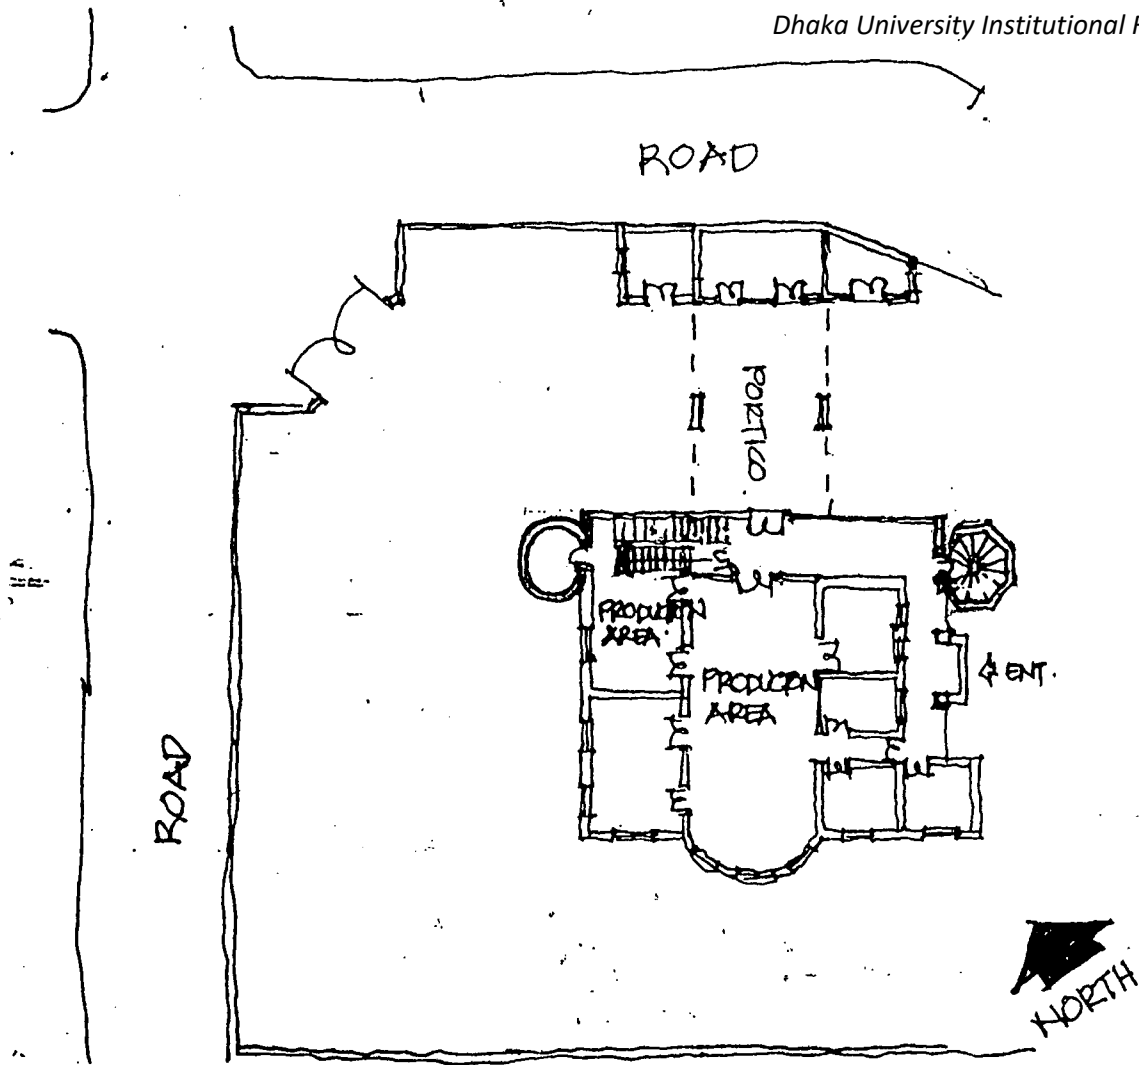 Dhaka University Institutional
ROAD
PORTICO
PRODUCTION
AREA
PRODUCTION
AREA
ENT.
ROAD
NORTH